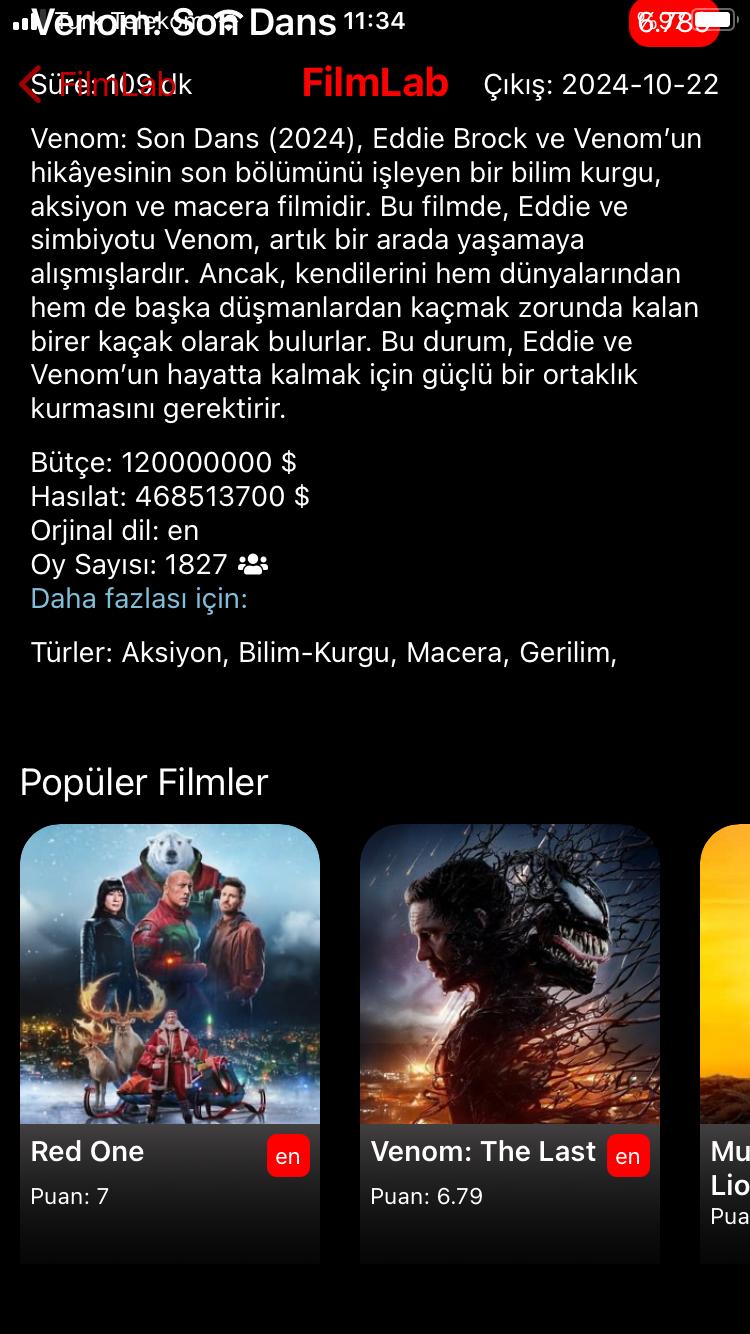 Venom: Son Dans
Turk Telekom
11:34
6.789
FilmLab
Süre: 109 dk
FilmLab
Çıkış: 2024-10-22
Venom: Son Dans (2024), Eddie Brock ve Venom’un
hikâyesinin son bölümünü işleyen bir bilim kurgu,
aksiyon ve macera filmidir. Bu filmde, Eddie ve
simbiyotu Venom, artık bir arada yaşamaya
alışmışlardır. Ancak, kendilerini hem dünyalarından
hem de başka düşmanlardan kaçmak zorunda kalan
birer kaçak olarak bulurlar. Bu durum, Eddie ve
Venom’un hayatta kalmak için güçlü bir ortaklık
kurmasını gerektirir.
Bütçe: 120000000 $
Hasılat: 468513700 $
Orjinal dil: en
Oy Sayısı: 1827
Daha fazlası için:
Türler: Aksiyon, Bilim-Kurgu, Macera, Gerilim,
Popüler Filmler
Red One
en
Puan: 7
Venom: The Last
en
Puan: 6.79
Mu
Lio
Pua